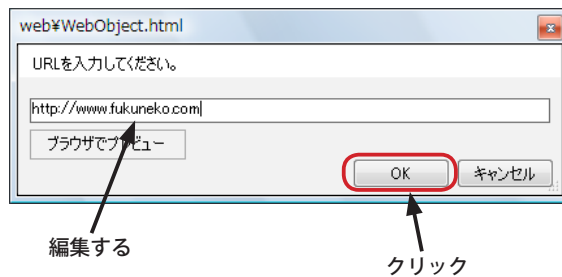 web¥WebObject.html
URLを入力してください。
http://www.fukuneko.com
ブラウザでプレビュー
OK
キャンセル
編集する
クリック